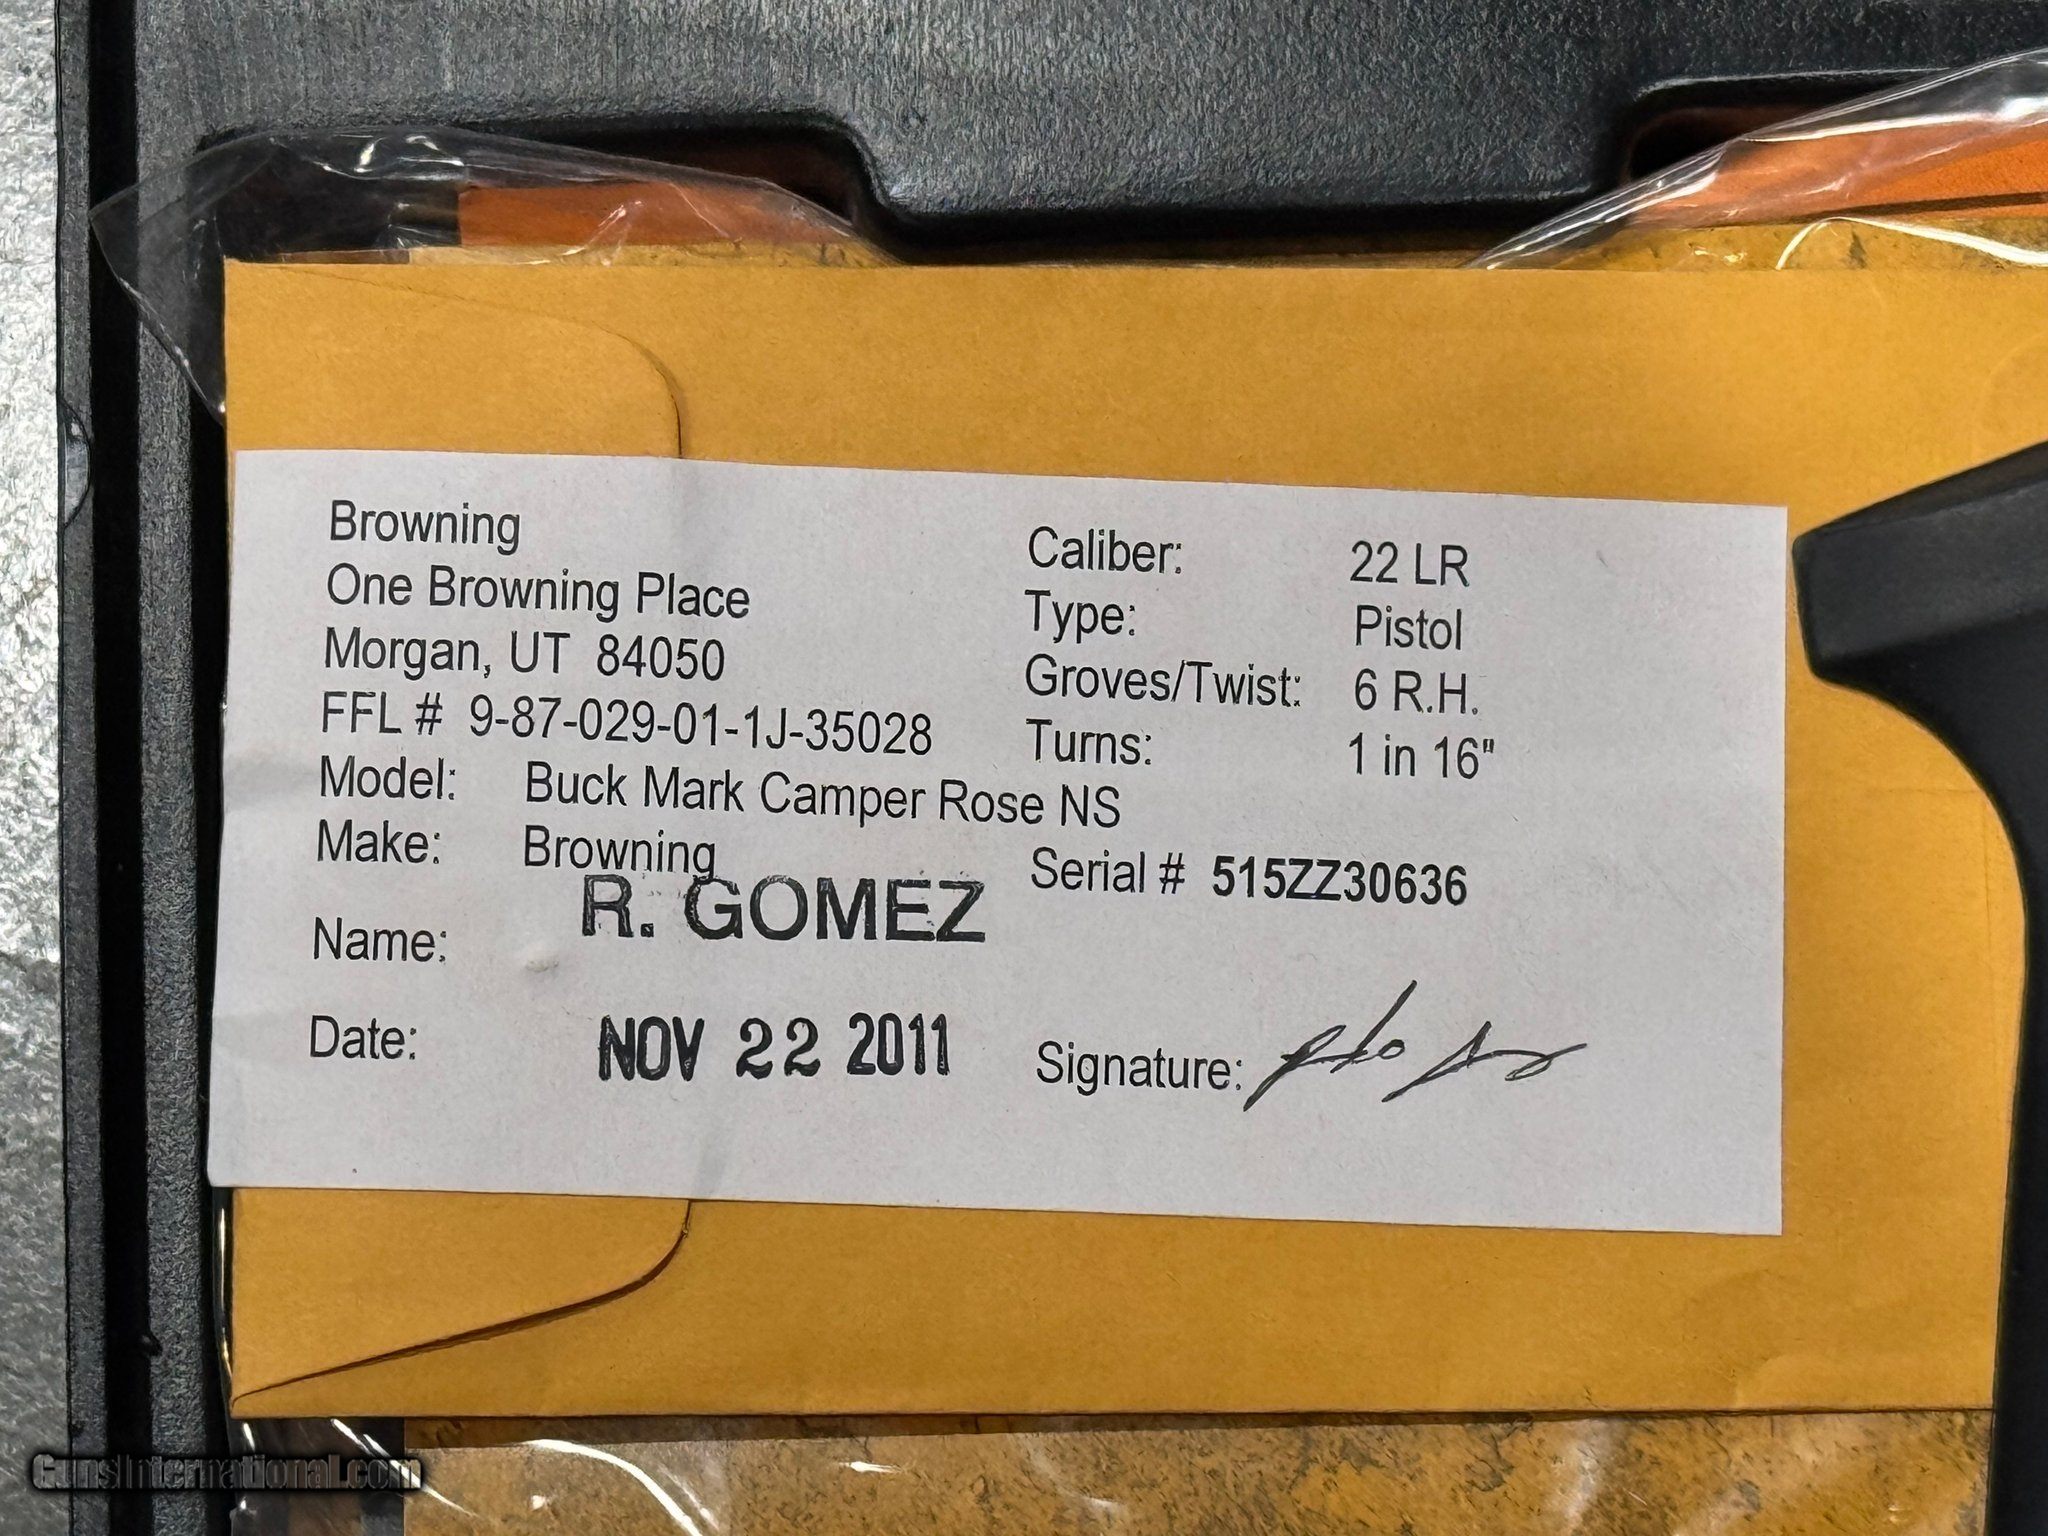 Browning
One Browning Place
Morgan, UT 84050
FFL # 9-87-029-01-1J-35028
Model: Buck Mark Camper Rose NS
Make: Browning
Name: R. GOMEZ
Date: NOV 22 2011
Caliber: 22 LR
Type: Pistol
Groves/Twist: 6 R.H.
Turns: 1 in 16"
Serial # 515ZZ30636
Signature:
GunsInternational.com